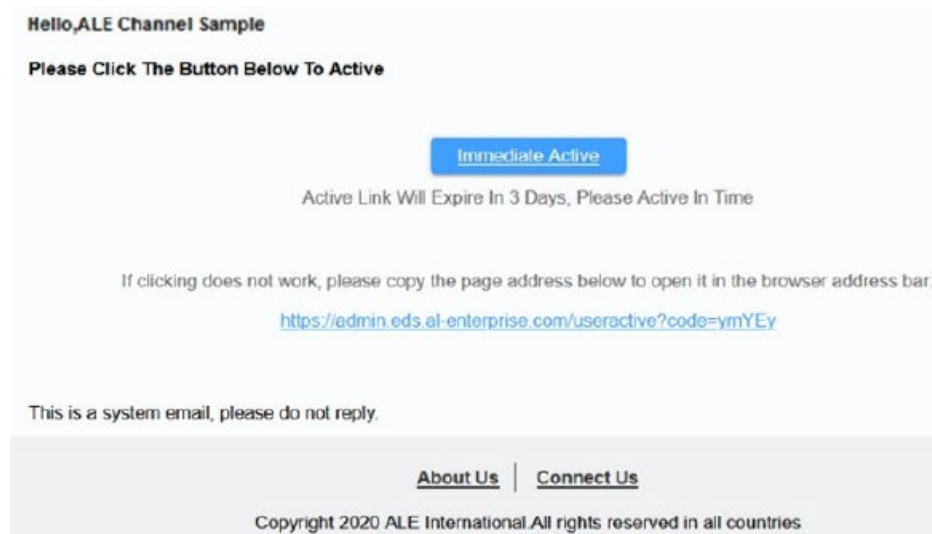 Hello,ALE Channel Sample
Please Click The Button Below To Active
Immediate Active
Active Link Will Expire In 3 Days, Please Active In Time
If clicking does not work, please copy the page address below to open it in the browser address bar:
https://admin.eds.al-enterprise.com/useractive?code=ymYEy
This is a system email, please do not reply.
About Us | Connect Us
Copyright 2020 ALE International.All rights reserved in all countries